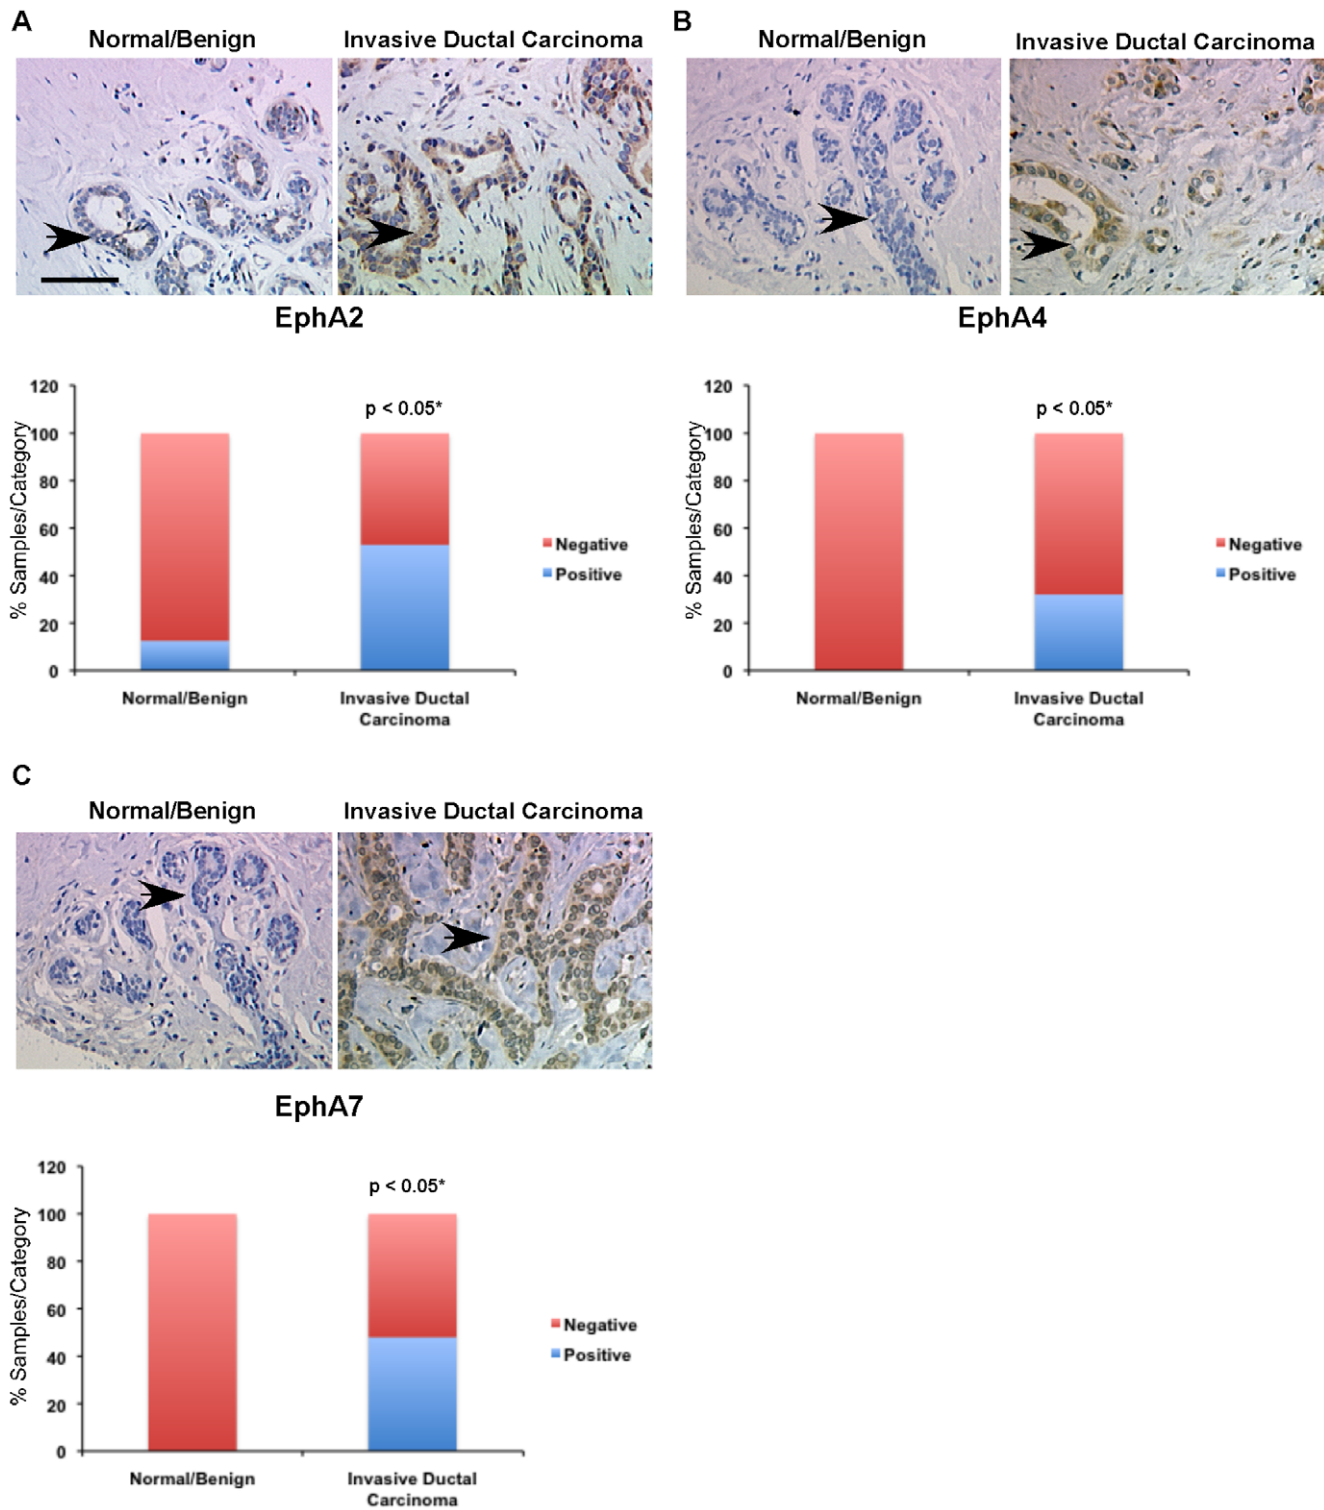 A
Normal/Benign
Invasive Ductal Carcinoma
EphA2
120
100
80
60
40
20
0
% Samples/Category
p < 0.05*
Negative
Positive
Normal/Benign
Invasive Ductal
Carcinoma
B
Normal/Benign
Invasive Ductal Carcinoma
EphA4
120
100
80
60
40
20
0
% Samples/Category
p < 0.05*
Negative
Positive
Normal/Benign
Invasive Ductal
Carcinoma
C
Normal/Benign
Invasive Ductal Carcinoma
EphA7
120
100
80
60
40
20
0
% Samples/Category
p < 0.05*
Negative
Positive
Normal/Benign
Invasive Ductal
Carcinoma